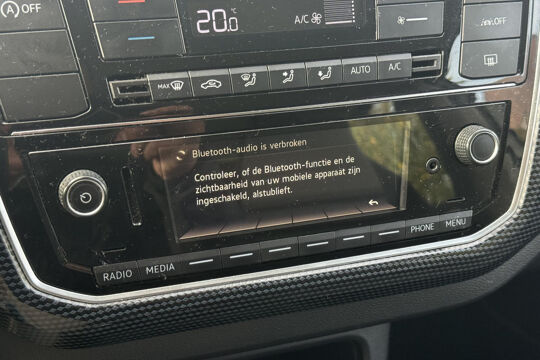 OFF
20.0
A/C
OFF
MAX
AUTO
A/C
Bluetooth-audio is verbroken
Controleer, of de Bluetooth-functie en de
zichtbaarheid van uw mobiele apparaat zijn
ingeschakeld, alstublieft.
RADIO MEDIA PHONE MENU